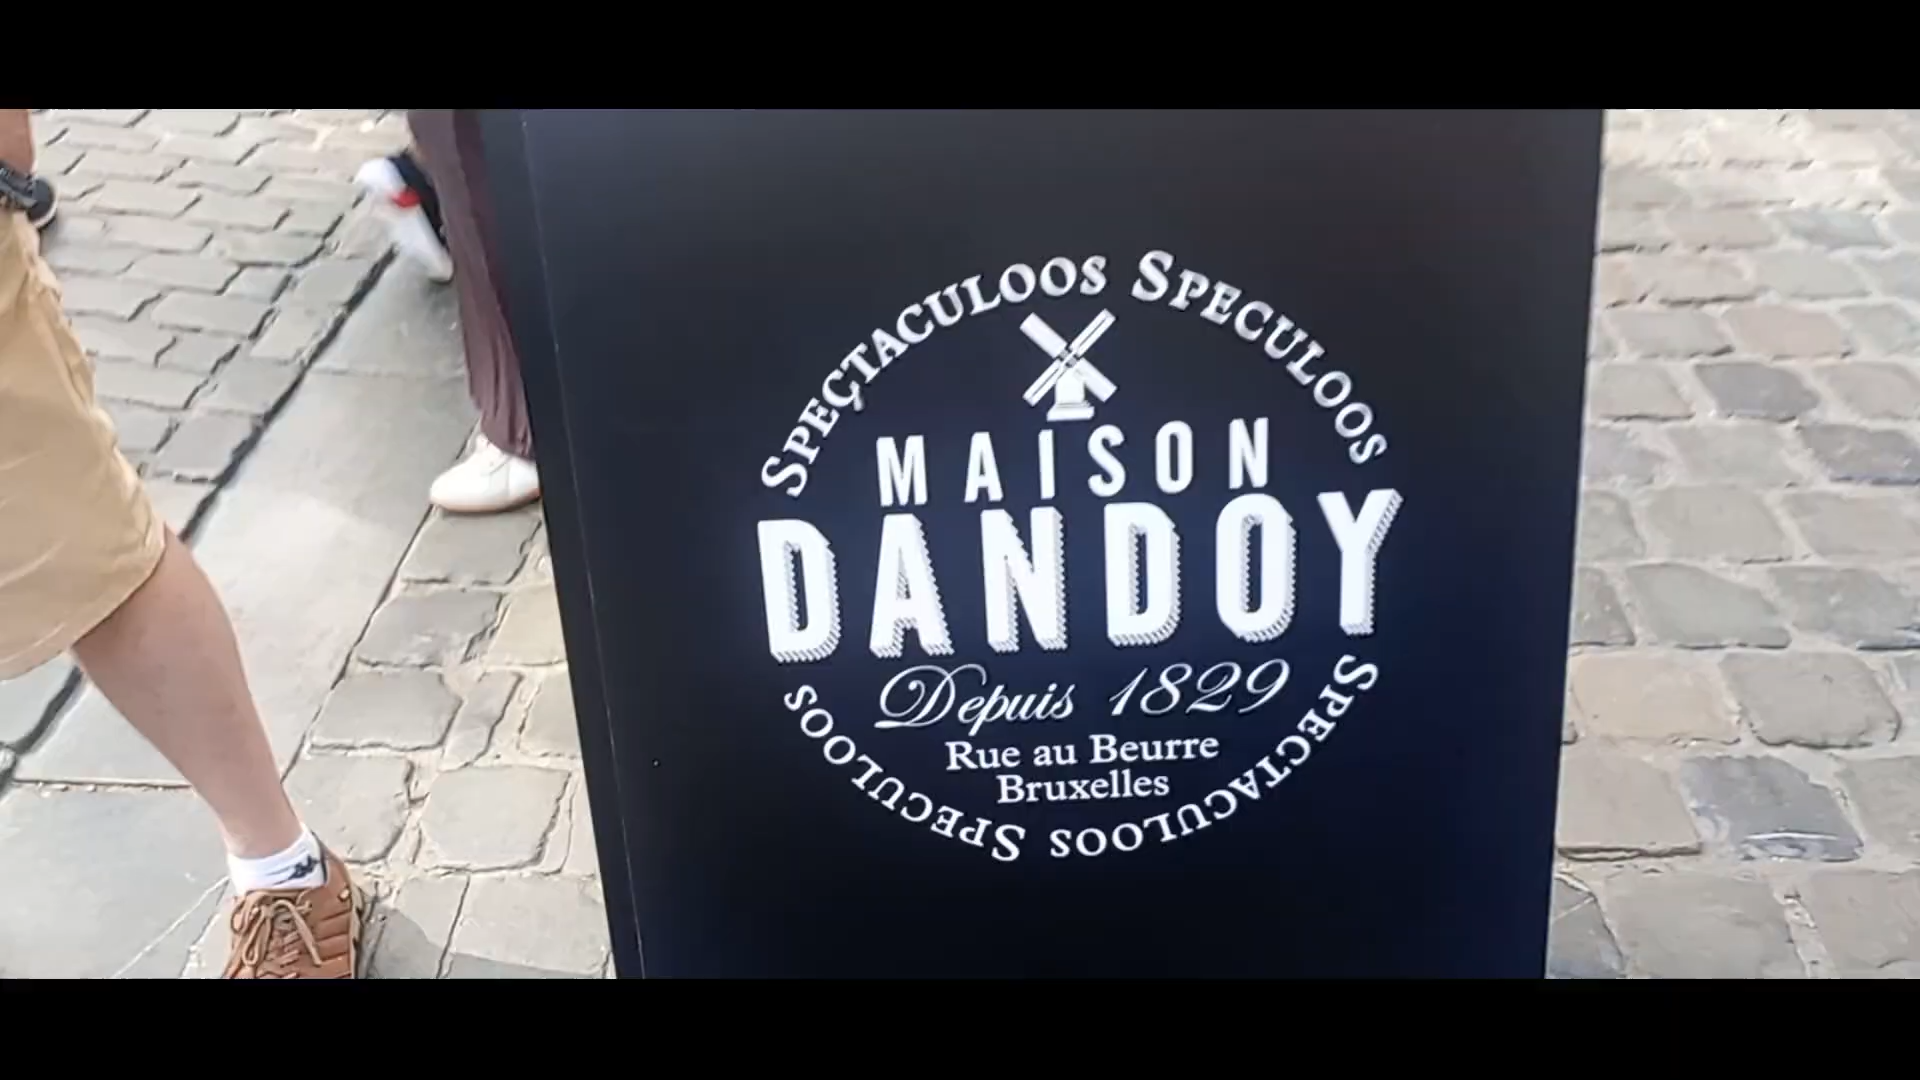 SPECTACULOOS SPECULOOS
MAISON
DANDOY
Depuis 1829
Rue au Beurre
Bruxelles
SPECTACULOOS SPECULOOS